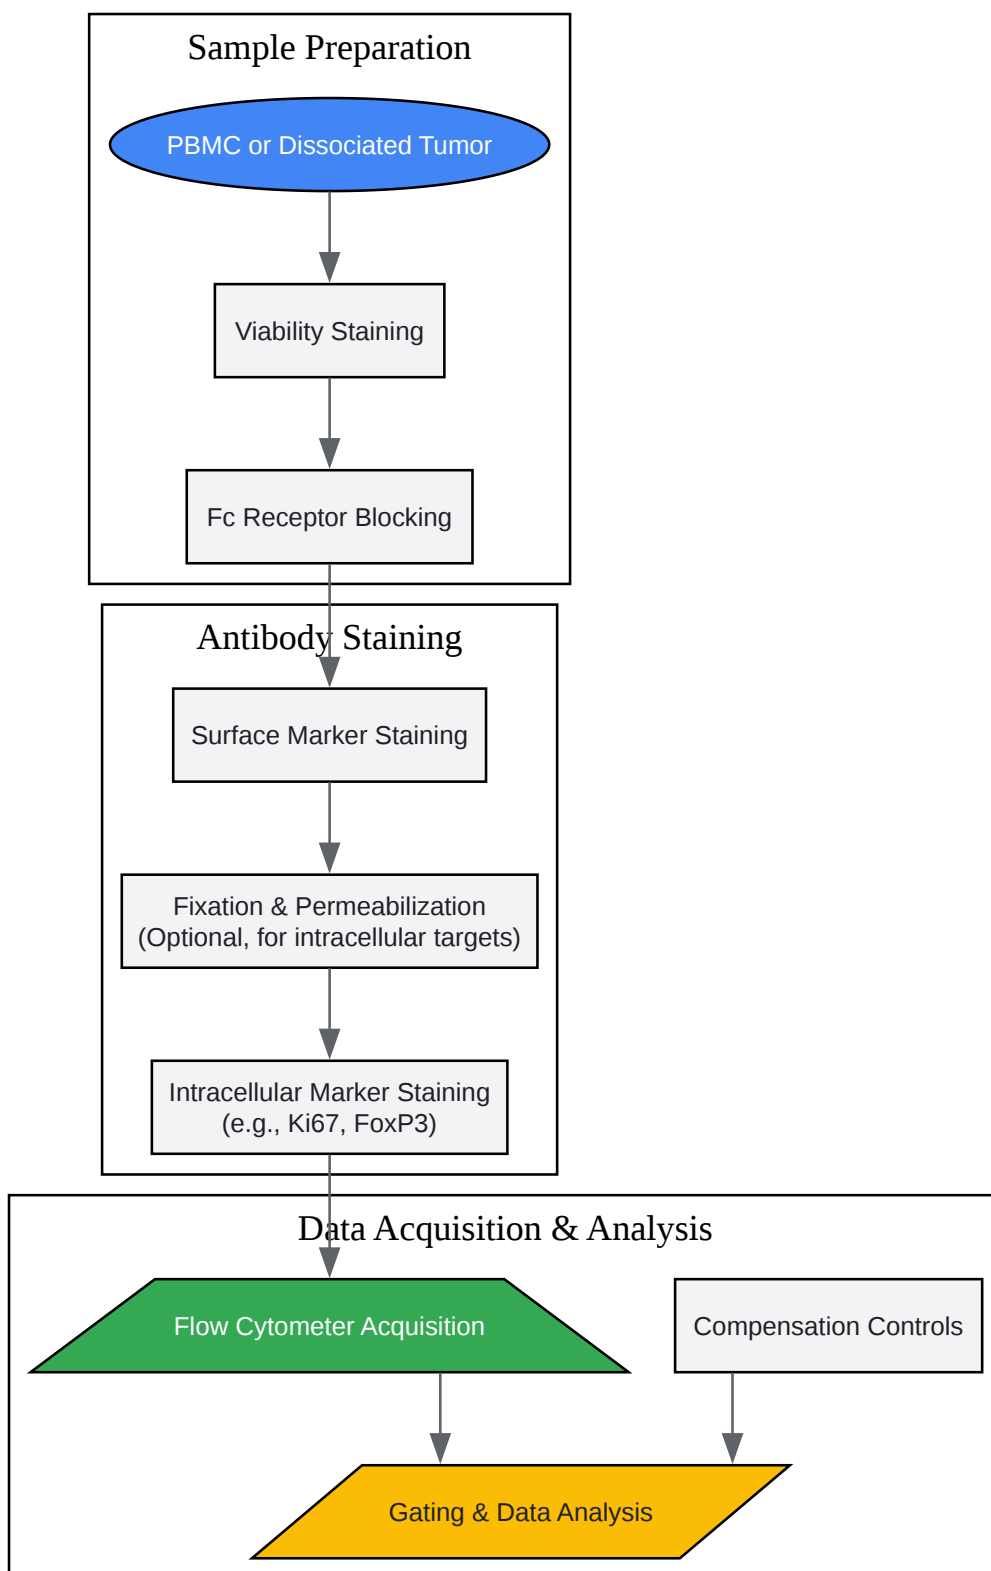 Sample Preparation
PBMC or Dissociated Tumor
Viability Staining
Fc Receptor Blocking
Antibody Staining
Surface Marker Staining
Fixation & Permeabilization
(Optional, for intracellular targets)
Intracellular Marker Staining
(e.g., Ki67, FoxP3)
Data Acquisition & Analysis
Flow Cytometer Acquisition
Compensation Controls
Gating & Data Analysis